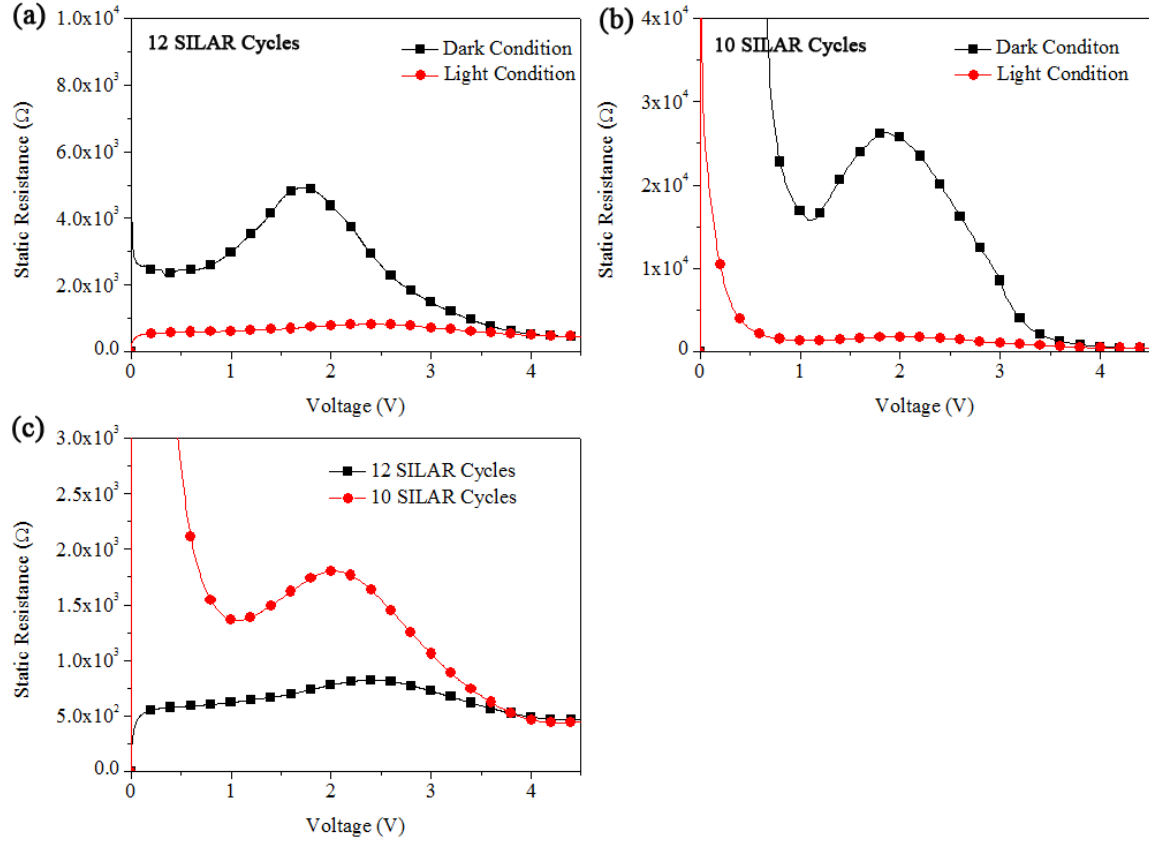 (a)
12 SILAR Cycles
Dark Condition
Light Condition
1.0x10⁴
8.0x10³
6.0x10³
4.0x10³
2.0x10³
0.0
Static Resistance (Ω)
0 1 2 3 4
Voltage (V)
(b)
10 SILAR Cycles
Dark Conditon
Light Condition
4x10⁴
3x10⁴
2x10⁴
1x10⁴
0
Static Resistance (Ω)
0 1 2 3 4
Voltage (V)
(c)
12 SILAR Cycles
10 SILAR Cycles
3.0x10³
2.5x10³
2.0x10³
1.5x10³
1.0x10³
5.0x10²
0.0
Static Resistance (Ω)
0 1 2 3 4
Voltage (V)